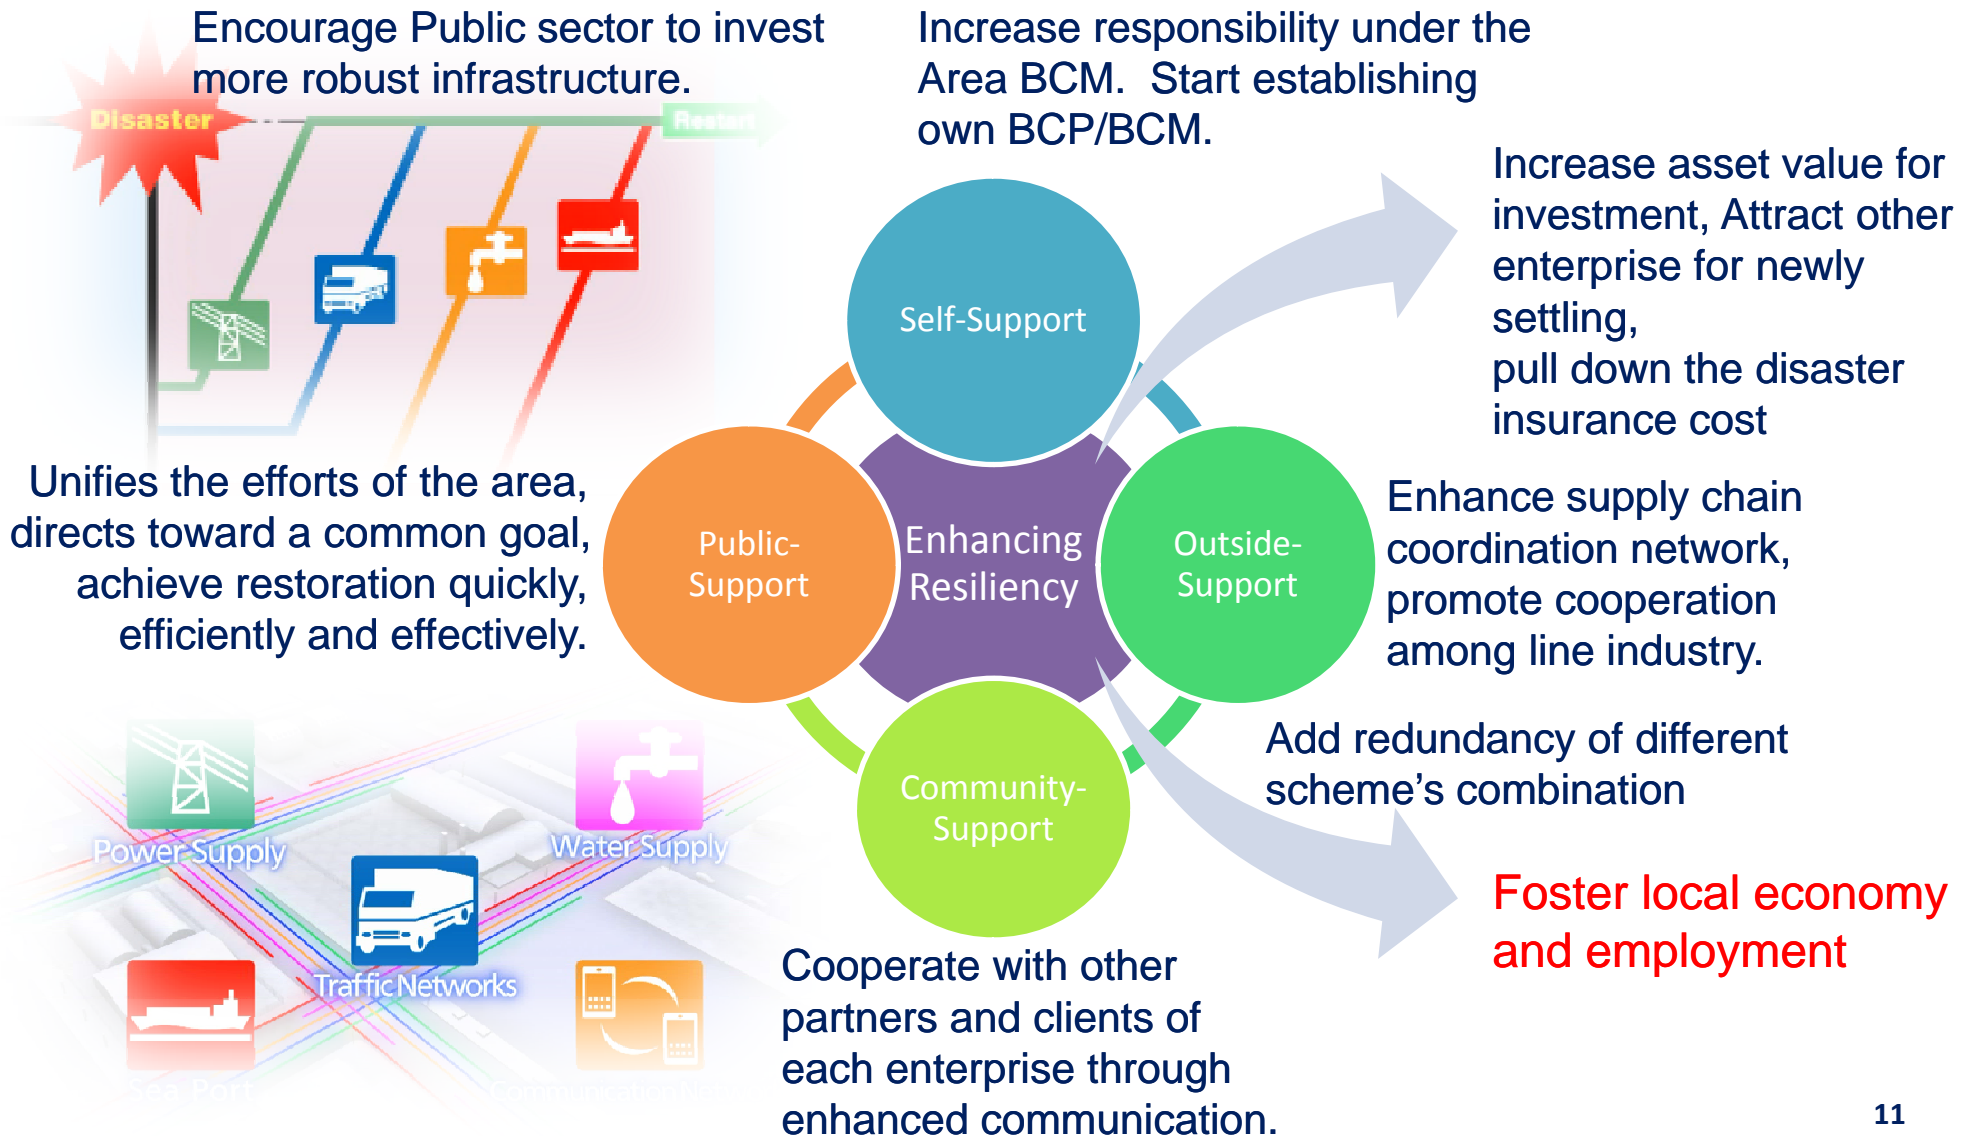 Encourage Public sector to invest
more robust infrastructure.
Disaster
Restart
Increase responsibility under the
Area BCM.  Start establishing
own BCP/BCM.
Increase asset value for
investment, Attract other
enterprise for newly
settling,
pull down the disaster
insurance cost
Self-Support
Unifies the efforts of the area,
directs toward a common goal,
achieve restoration quickly,
efficiently and effectively.
Public-
Support
Enhancing
Resiliency
Outside-
Support
Enhance supply chain
coordination network,
promote cooperation
among line industry.
Community-
Support
Add redundancy of different
scheme’s combination
Foster local economy
and employment
Power Supply
Water Supply
Traffic Networks
Sea Port
Cooperate with other
partners and clients of
each enterprise through
enhanced communication.
11